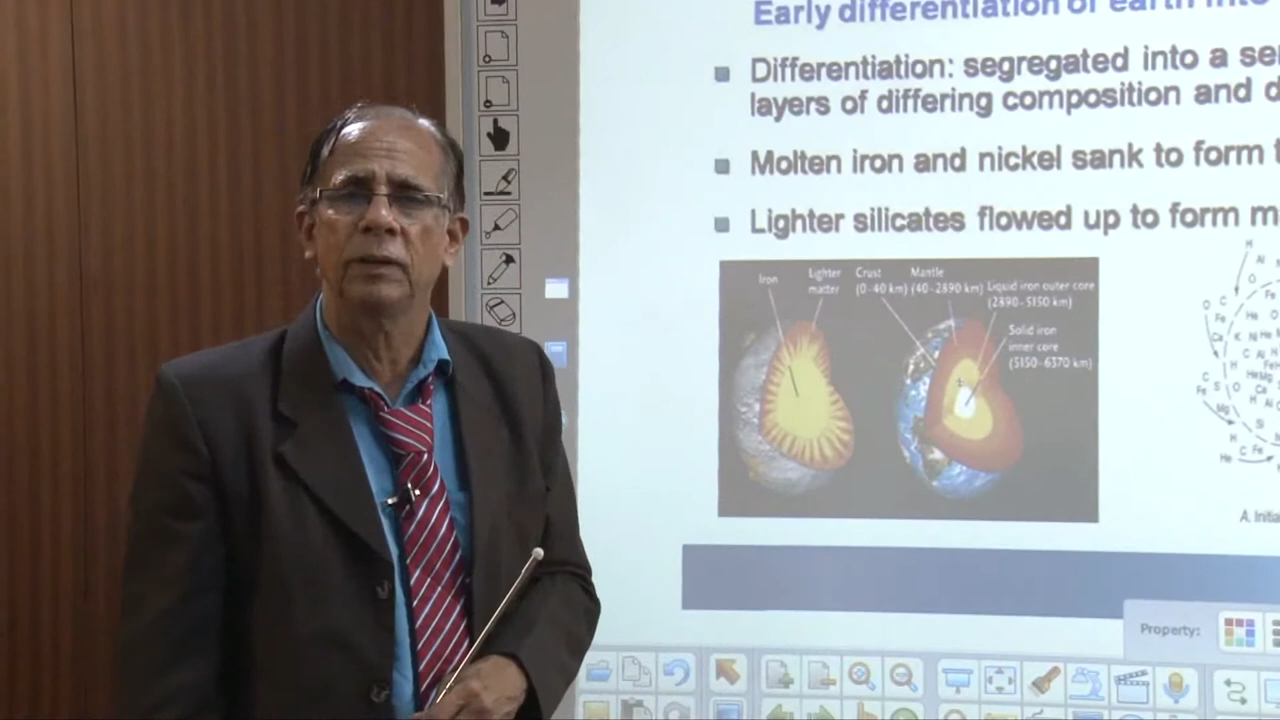 Early differentiation of earth into
Differentiation: segregated into a se
layers of differing composition and d
Molten iron and nickel sank to form
Lighter silicates flowed up to form m
Iron
Lighter
matter
Crust
(0-40 km)
Mantle
(40-2890 km)
Liquid iron outer core
(2890-5150 km)
Solid iron
inner core
(5150-6370 km)
A. Initia
Property: